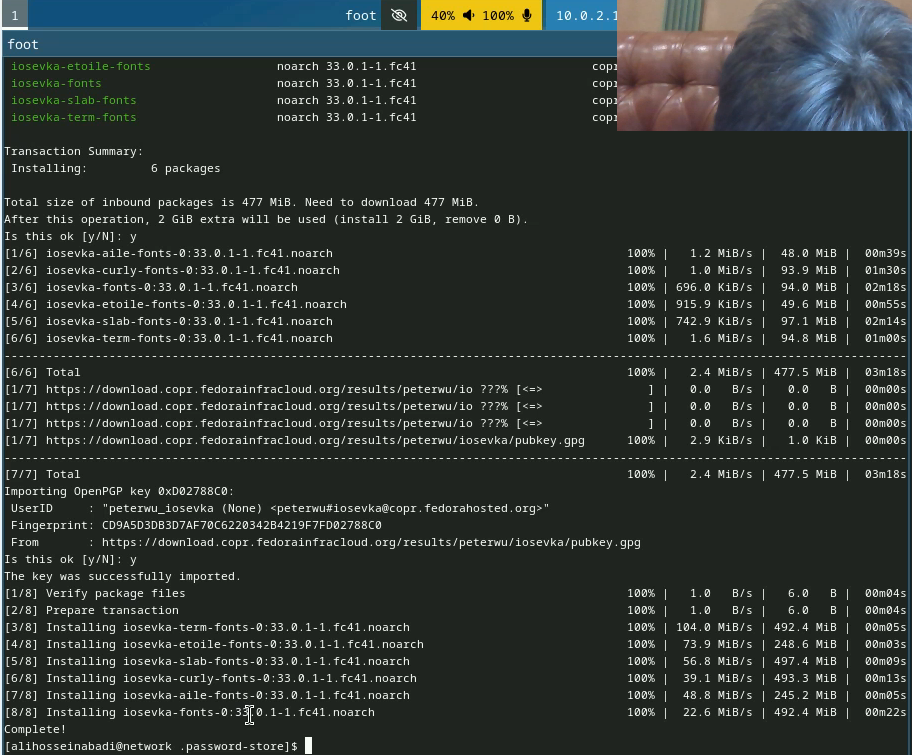 1 foot 40% 100% 10.0.2.1
foot
iosevka-etoile-fonts noarch 33.0.1-1.fc41 copr
iosevka-fonts noarch 33.0.1-1.fc41 copr
iosevka-slab-fonts noarch 33.0.1-1.fc41 copr
iosevka-term-fonts noarch 33.0.1-1.fc41 copr
Transaction Summary:
Installing: 6 packages
Total size of inbound packages is 477 MiB. Need to download 477 MiB.
After this operation, 2 GiB extra will be used (install 2 GiB, remove 0 B).
Is this ok [y/N]: y
[1/6] iosevka-aile-fonts-0:33.0.1-1.fc41.noarch 100% | 1.2 MiB/s | 48.0 MiB | 00m39s
[2/6] iosevka-curly-fonts-0:33.0.1-1.fc41.noarch 100% | 1.0 MiB/s | 93.9 MiB | 01m30s
[3/6] iosevka-fonts-0:33.0.1-1.fc41.noarch 100% | 696.0 KiB/s | 94.0 MiB | 02m18s
[4/6] iosevka-etoile-fonts-0:33.0.1-1.fc41.noarch 100% | 915.9 KiB/s | 49.6 MiB | 00m55s
[5/6] iosevka-slab-fonts-0:33.0.1-1.fc41.noarch 100% | 742.9 KiB/s | 97.1 MiB | 02m14s
[6/6] iosevka-term-fonts-0:33.0.1-1.fc41.noarch 100% | 1.6 MiB/s | 94.8 MiB | 01m00s
--------------------------------------------------------------------------------
[6/6] Total 100% | 2.4 MiB/s | 477.5 MiB | 03m18s
[1/7] https://download.copr.fedorainfracloud.org/results/peterwu/io ???% [<=> ] | 0.0 B/s | 0.0 B | 00m00s
[1/7] https://download.copr.fedorainfracloud.org/results/peterwu/io ???% [<=> ] | 0.0 B/s | 0.0 B | 00m00s
[1/7] https://download.copr.fedorainfracloud.org/results/peterwu/io ???% [<=> ] | 0.0 B/s | 0.0 B | 00m00s
[1/7] https://download.copr.fedorainfracloud.org/results/peterwu/iosevka/pubkey.gpg 100% | 2.9 KiB/s | 1.0 KiB | 00m00s
--------------------------------------------------------------------------------
[7/7] Total 100% | 2.4 MiB/s | 477.5 MiB | 03m18s
Importing OpenPGP key 0xD02788C0:
UserID : "peterwu_iosevka (None) <peterwu#iosevka@copr.fedorahosted.org>"
Fingerprint: CD9A5D3DB3D7AF70C6220342B4219F7FD02788C0
From : https://download.copr.fedorainfracloud.org/results/peterwu/iosevka/pubkey.gpg
Is this ok [y/N]: y
The key was successfully imported.
[1/8] Verify package files 100% | 1.0 B/s | 6.0 B | 00m04s
[2/8] Prepare transaction 100% | 1.0 B/s | 6.0 B | 00m04s
[3/8] Installing iosevka-term-fonts-0:33.0.1-1.fc41.noarch 100% | 104.0 MiB/s | 492.4 MiB | 00m05s
[4/8] Installing iosevka-etoile-fonts-0:33.0.1-1.fc41.noarch 100% | 73.9 MiB/s | 248.6 MiB | 00m03s
[5/8] Installing iosevka-slab-fonts-0:33.0.1-1.fc41.noarch 100% | 56.8 MiB/s | 497.4 MiB | 00m09s
[6/8] Installing iosevka-curly-fonts-0:33.0.1-1.fc41.noarch 100% | 39.1 MiB/s | 493.3 MiB | 00m13s
[7/8] Installing iosevka-aile-fonts-0:33.0.1-1.fc41.noarch 100% | 48.8 MiB/s | 245.2 MiB | 00m05s
[8/8] Installing iosevka-fonts-0:33.0.1-1.fc41.noarch 100% | 22.6 MiB/s | 492.4 MiB | 00m22s
Complete!
[alihosseinabadi@network .password-store]$